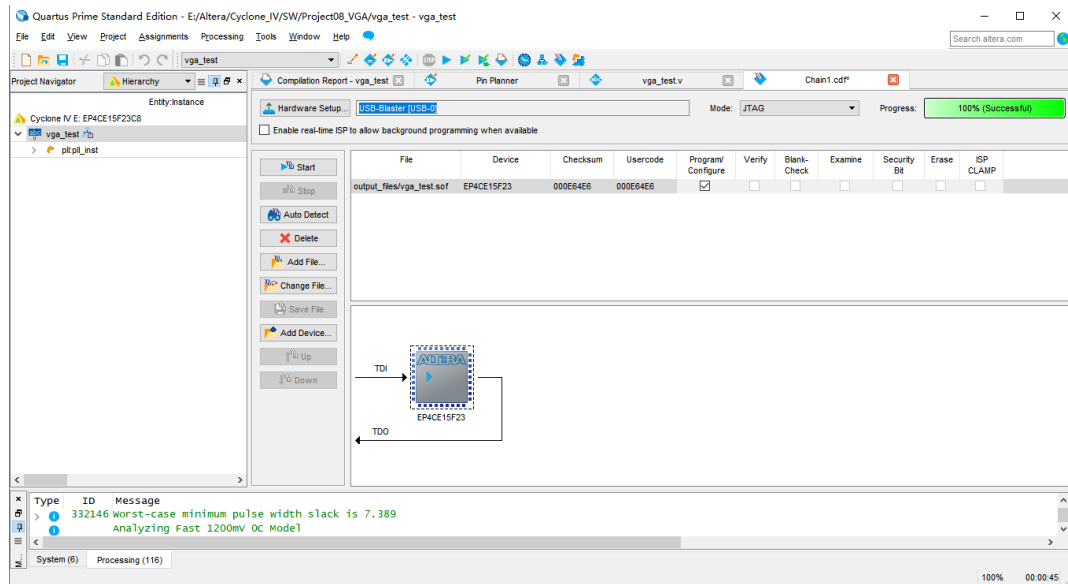 Quartus Prime Standard Edition - E:/Altera/Cyclone_IV/SW/Project08_VGA/vga_test - vga_test
File Edit View Project Assignments Processing Tools Window Help
Search altera.com
vga_test
Project Navigator Hierarchy
Compilation Report - vga_test Pin Planner vga_test.v Chain1.cdf*
Entity:Instance
Cyclone IV E: EP4CE15F23C8
vga_test
pll:pll_inst
Hardware Setup... USB-Blaster [USB-0] Mode: JTAG Progress: 100% (Successful)
Enable real-time ISP to allow background programming when available
Start
Stop
Auto Detect
Delete
Add File...
Change File...
Save File
Add Device...
Up
Down
File Device Checksum Usercode Program/ Configure Verify Blank- Check Examine Security Bit Erase ISP CLAMP
output_files/vga_test.sof EP4CE15F23 000E64E6 000E64E6
TDI
ALTERA
EP4CE15F23
TDO
Type ID Message
332146 Worst-case minimum pulse width slack is 7.389
Analyzing Fast 1200mV 0C Model
System (6) Processing (116)
100% 00:00:45